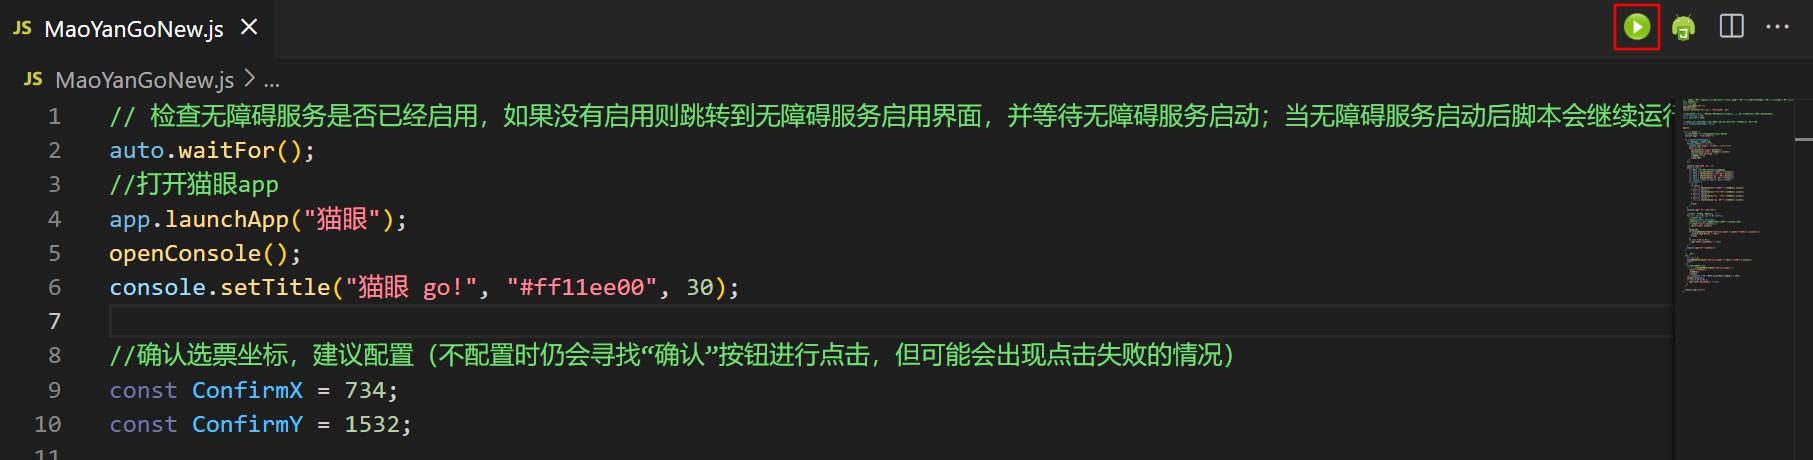 JS MaoYanGoNew.js ×
JS MaoYanGoNew.js > ...
1 // 检查无障碍服务是否已经启用，如果没有启用则跳转到无障碍服务启用界面，并等待无障碍服务启动；当无障碍服务启动后脚本会继续运行
2 auto.waitFor();
3 //打开猫眼app
4 app.launchApp("猫眼");
5 openConsole();
6 console.setTitle("猫眼 go!", "#ff11ee00", 30);
7
8 //确认选票坐标，建议配置（不配置时仍会寻找“确认”按钮进行点击，但可能会出现点击失败的情况）
9 const ConfirmX = 734;
10 const ConfirmY = 1532;
11